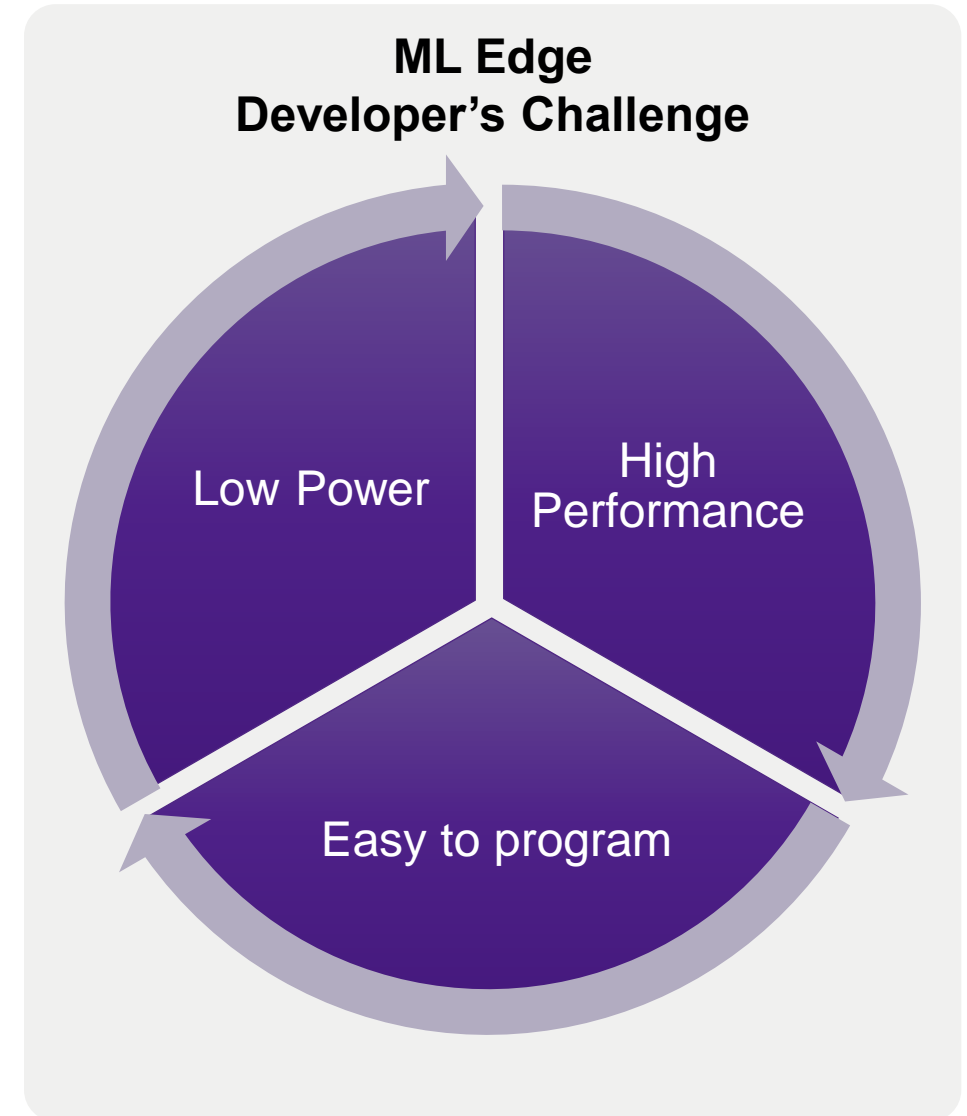 ML Edge
Developer’s Challenge
Low Power
High
Performance
Easy to program